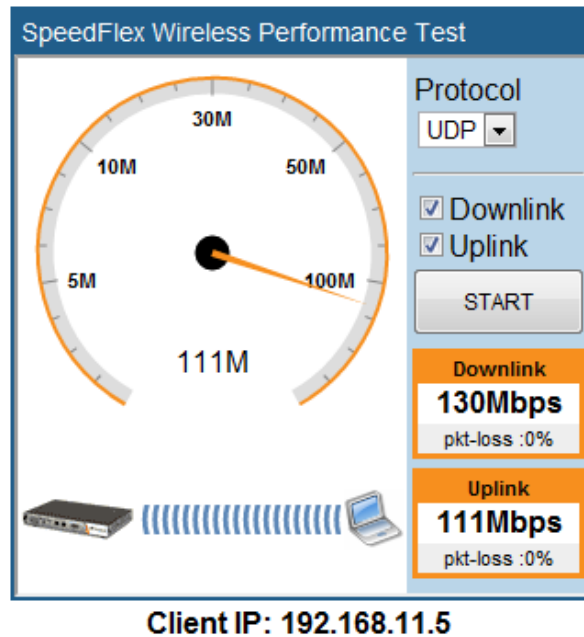 SpeedFlex Wireless Performance Test
Protocol
UDP
30M
10M
50M
5M
100M
111M
Downlink
Uplink
START
Downlink
130Mbps
pkt-loss :0%
Uplink
111Mbps
pkt-loss :0%
Client IP: 192.168.11.5